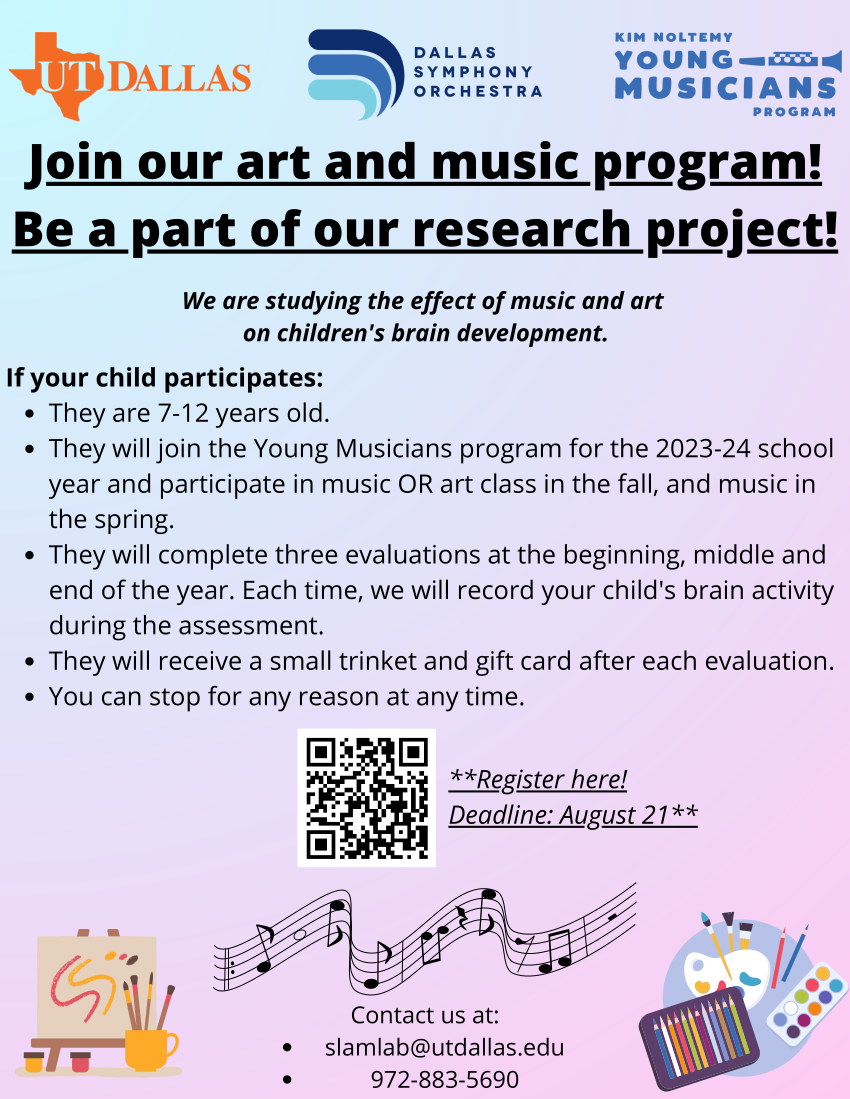 UT DALLAS
DALLAS
SYMPHONY
ORCHESTRA
KIM NOLTEMY
YOUNG
MUSICIANS
PROGRAM
Join our art and music program!
Be a part of our research project!
We are studying the effect of music and art
on children's brain development.
If your child participates:
• They are 7-12 years old.
• They will join the Young Musicians program for the 2023-24 school
year and participate in music OR art class in the fall, and music in
the spring.
• They will complete three evaluations at the beginning, middle and
end of the year. Each time, we will record your child's brain activity
during the assessment.
• They will receive a small trinket and gift card after each evaluation.
• You can stop for any reason at any time.
**Register here!
Deadline: August 21**
Contact us at:
• slamlab@utdallas.edu
• 972-883-5690